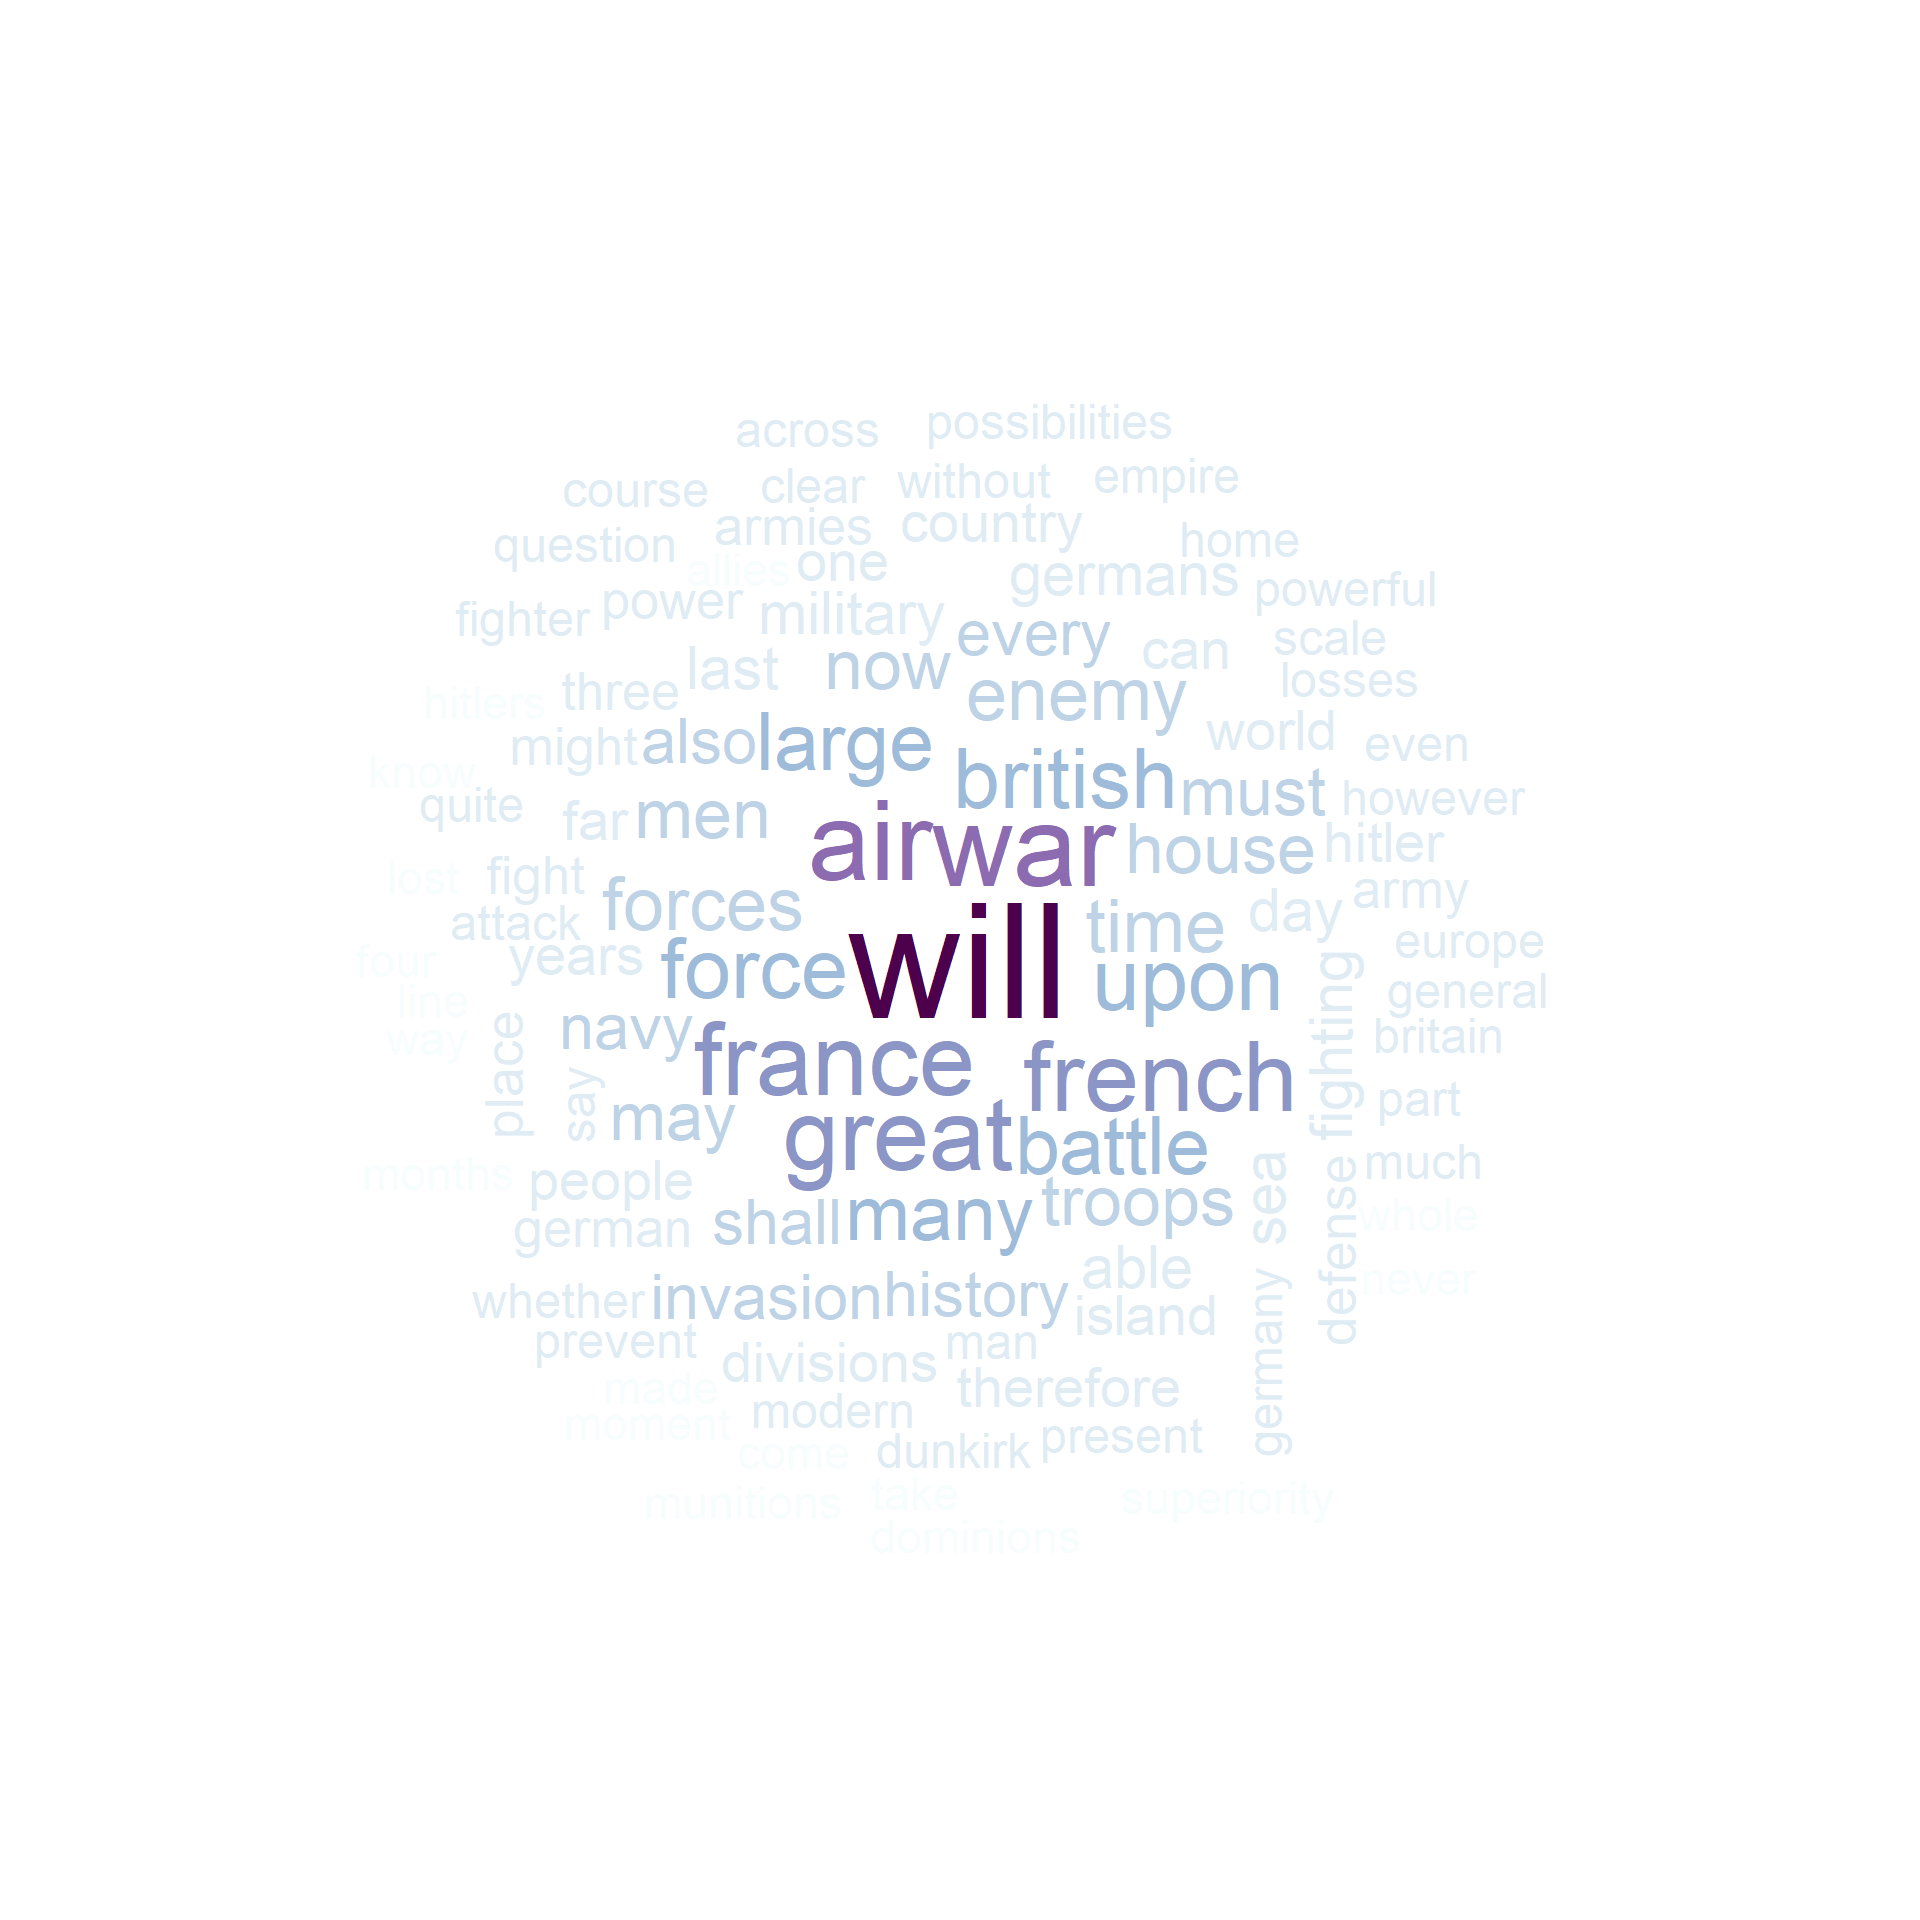 across possibilities
course clear without empire
question armies country home
allies one germans powerful
fighter power military every can scale
last now enemy losses
hitlers three world
might also large british even
know must however
quite far men air war house hitler
lost fight forces time day army
attack will europe
four years force upon general
line navy fighting britain
way place say france french part
may great battle much
months people shall many troops sea defense whole
german able never
whether invasion history island germany
prevent divisions man
made modern therefore
moment come dunkirk present
munitions take superiority
dominions